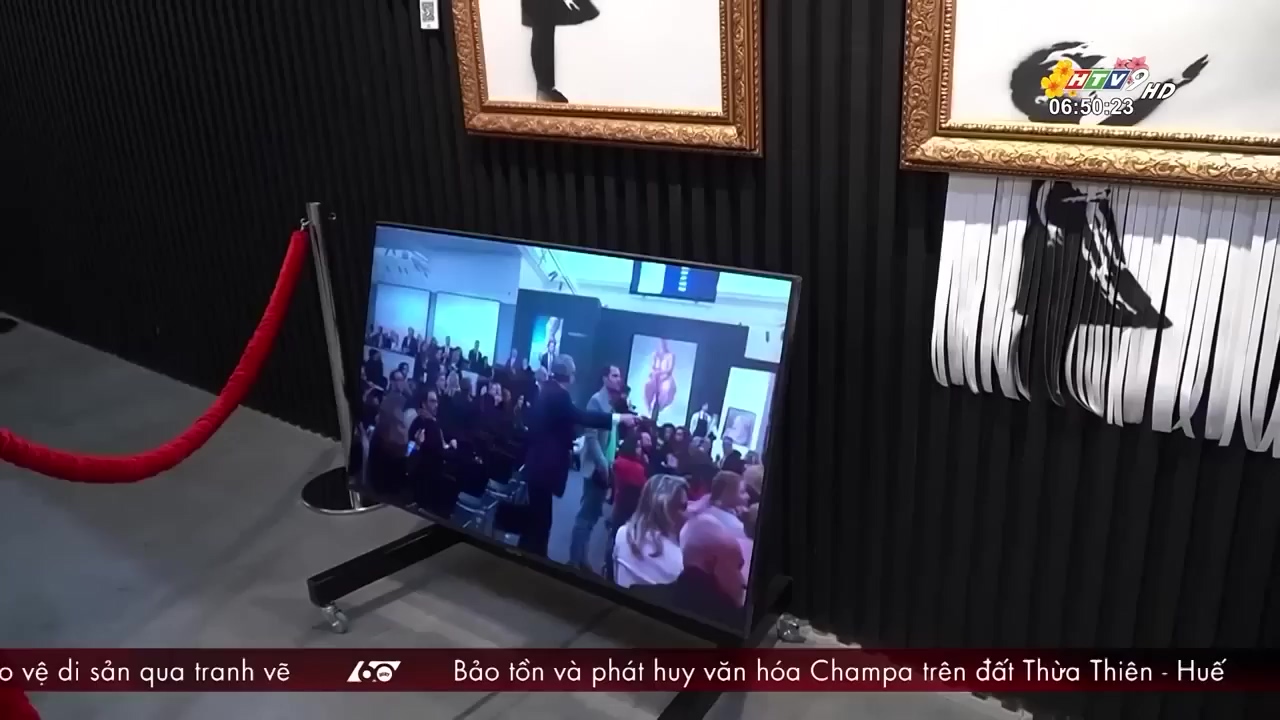 HTV9 HD
06:50:23
o vệ di sản qua tranh vẽ 60 Bảo tồn và phát huy văn hóa Champa trên đất Thừa Thiên - Huế